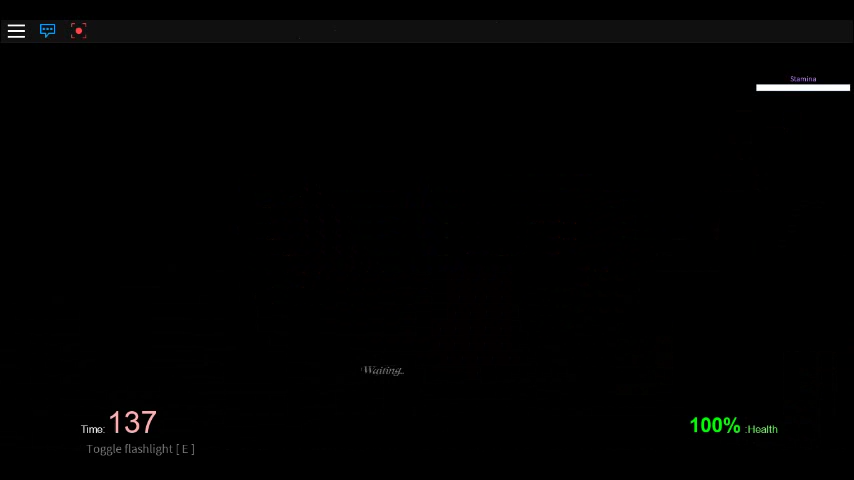 Stamina
Waiting..
Time: 137
100% :Health
Toggle flashlight [ E ]